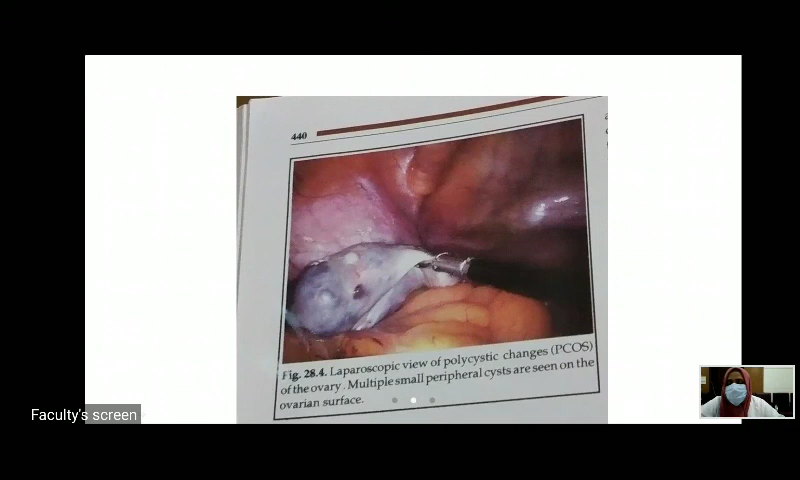 440
Fig. 28.4. Laparoscopic view of polycystic changes (PCOS)
of the ovary . Multiple small peripheral cysts are seen on the
ovarian surface.
Faculty's screen